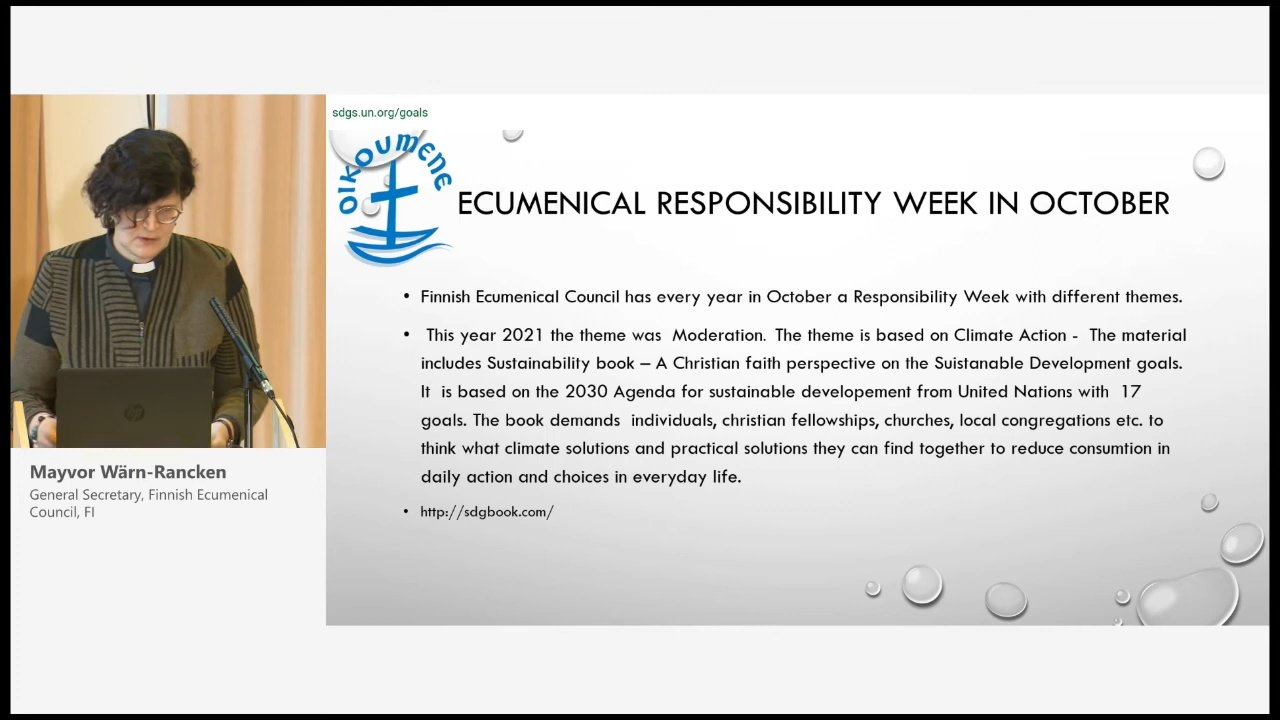 sdgs.un.org/goals
OIKOUMENE
ECUMENICAL RESPONSIBILITY WEEK IN OCTOBER
• Finnish Ecumenical Council has every year in October a Responsibility Week with different themes.
• This year 2021 the theme was Moderation. The theme is based on Climate Action - The material
includes Sustainability book – A Christian faith perspective on the Suistanable Development goals.
It is based on the 2030 Agenda for sustainable developement from United Nations with 17
goals. The book demands individuals, christian fellowships, churches, local congregations etc. to
think what climate solutions and practical solutions they can find together to reduce consumtion in
daily action and choices in everyday life.
• http://sdgbook.com/
hp
Mayvor Wärn-Rancken
General Secretary, Finnish Ecumenical
Council, FI